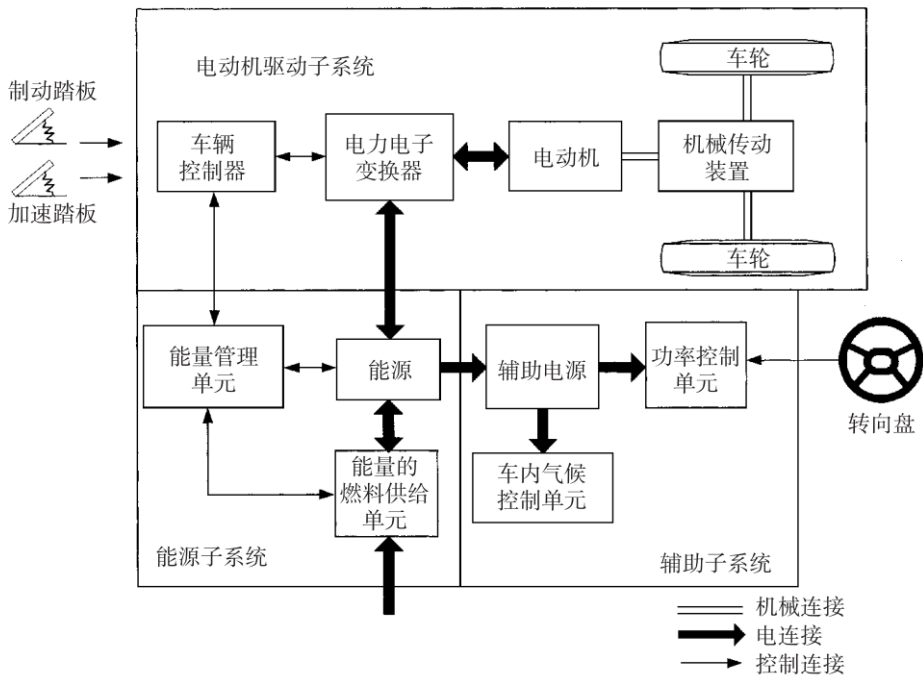 电动机驱动子系统
车轮
制动踏板
车辆
控制器
电力电子
变换器
电动机
机械传动
装置
加速踏板
车轮
能量管理
单元
能源
辅助电源
功率控制
单元
转向盘
能量的
燃料供给
单元
车内气候
控制单元
能源子系统
辅助子系统
机械连接
电连接
控制连接